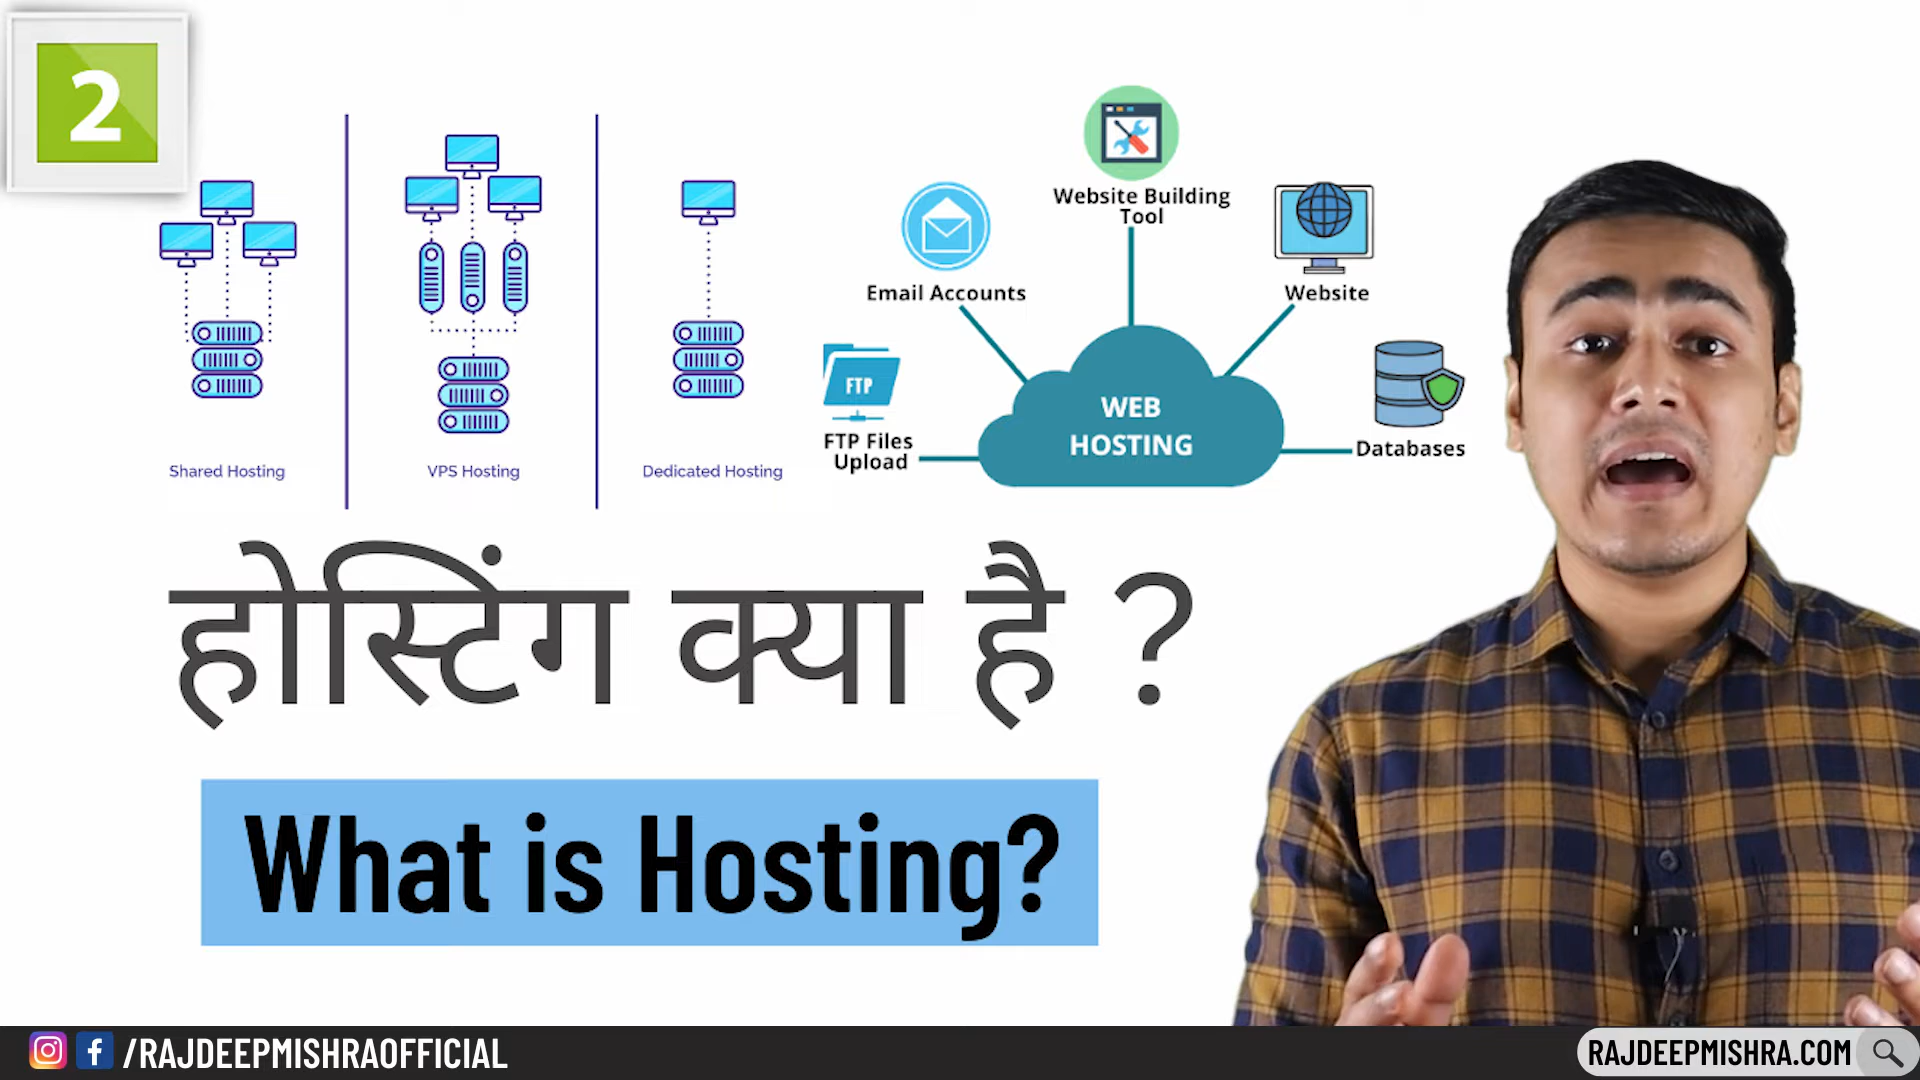 2
Shared Hosting
VPS Hosting
Dedicated Hosting
Website Building
Tool
Email Accounts
Website
FTP
FTP Files
Upload
WEB
HOSTING
Databases
होस्टिंग क्या है ?
What is Hosting?
/RAJDEEPMISHRAOFFICIAL
RAJDEEPMISHRA.COM